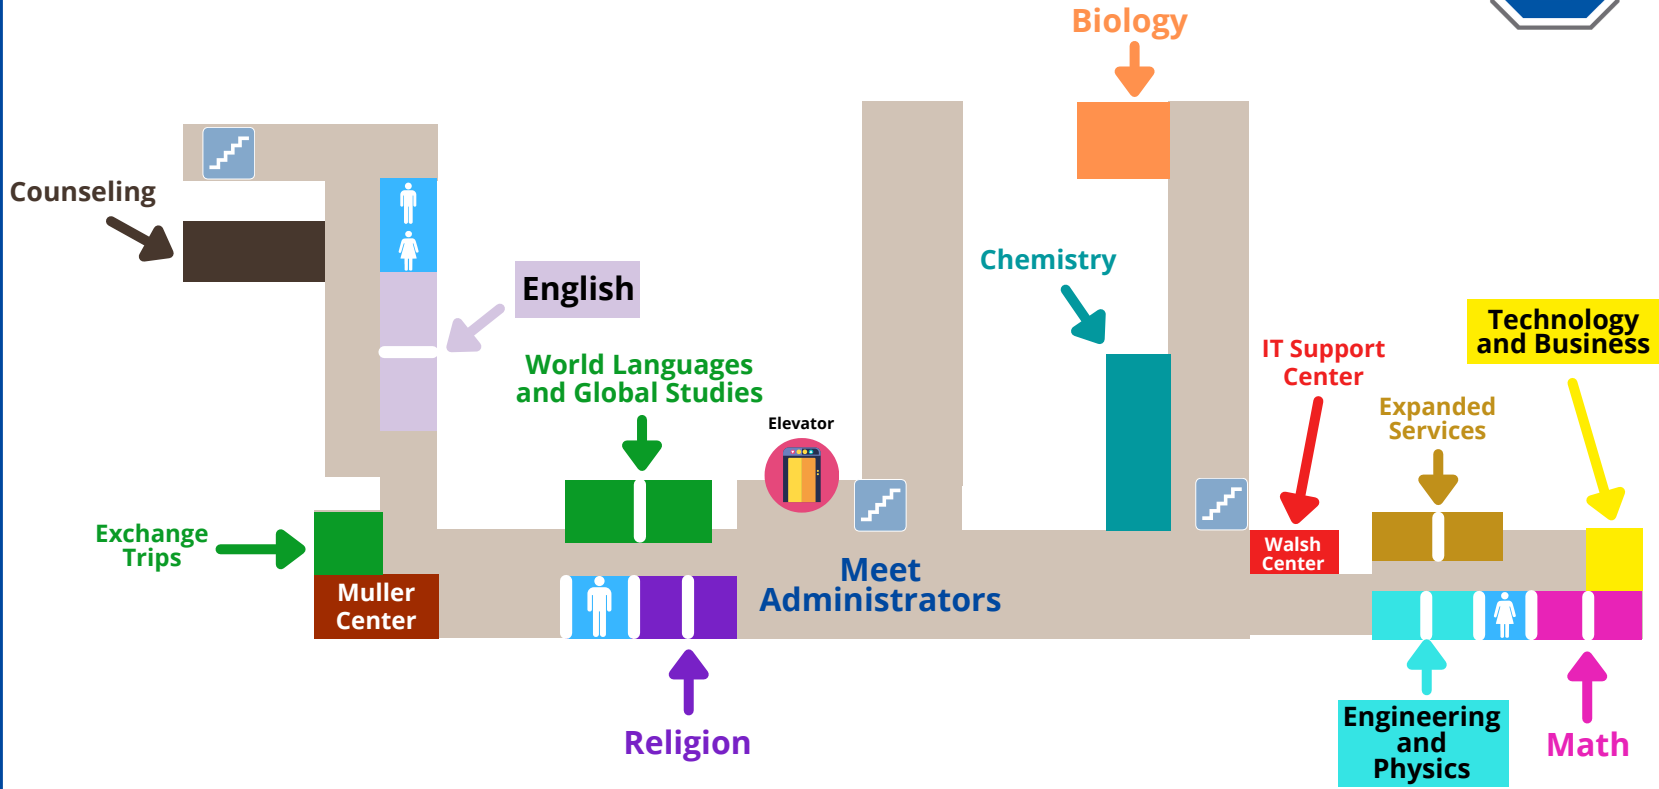 Biology
Counseling
English
Chemistry
Technology
and Business
IT Support
Center
World Languages
and Global Studies
Expanded
Services
Elevator
Exchange
Trips
Walsh
Center
Meet
Administrators
Muller
Center
Religion
Engineering
and
Physics
Math